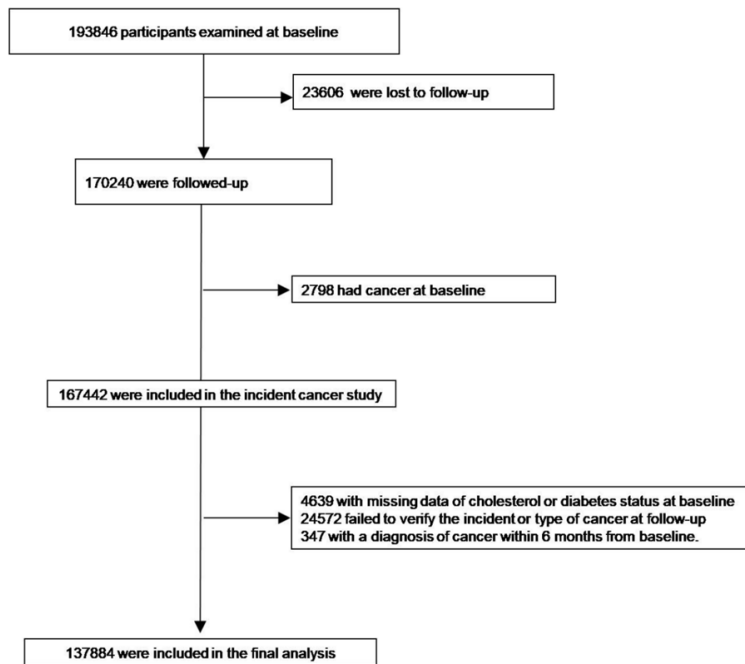 193846 participants examined at baseline
23606 were lost to follow-up
170240 were followed-up
2798 had cancer at baseline
167442 were included in the incident cancer study
4639 with missing data of cholesterol or diabetes status at baseline
24572 failed to verify the incident or type of cancer at follow-up
347 with a diagnosis of cancer within 6 months from baseline.
137884 were included in the final analysis